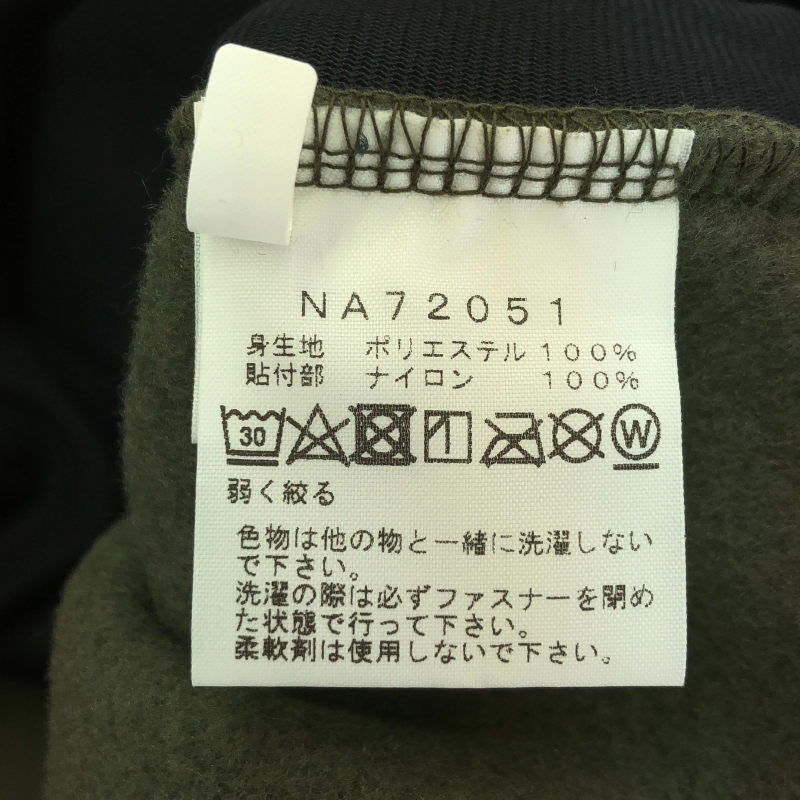 NA72051
身生地 ポリエステル 100%
貼付部 ナイロン 100%
30 W
弱く絞る
色物は他の物と一緒に洗濯しない
で下さい。
洗濯の際は必ずファスナーを閉め
た状態で行って下さい。
柔軟剤は使用しないで下さい。